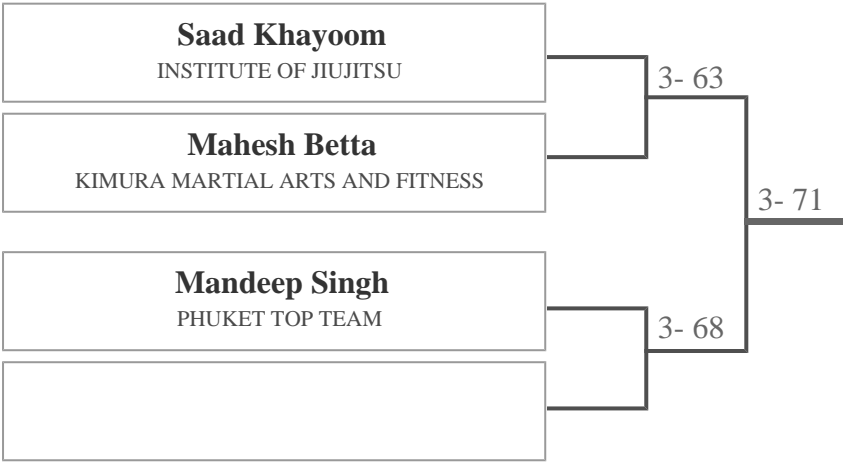 Saad Khayoom
INSTITUTE OF JIUJITSU
3- 63
Mahesh Betta
KIMURA MARTIAL ARTS AND FITNESS
3- 71
Mandeep Singh
PHUKET TOP TEAM
3- 68